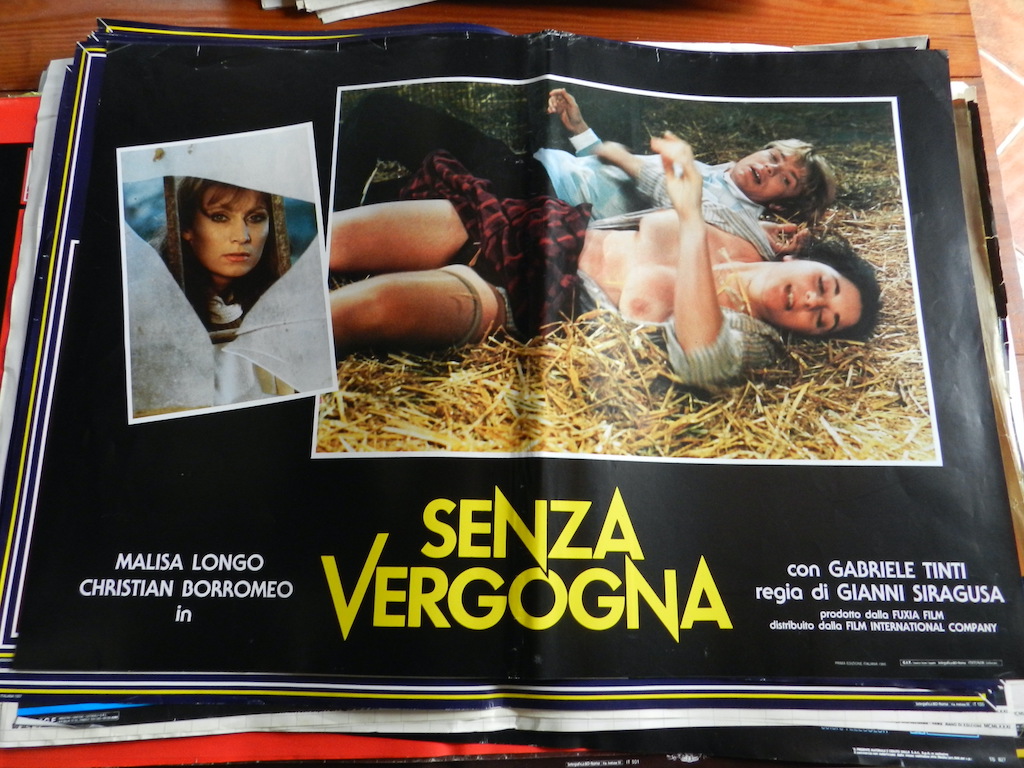 MALISA LONGO
CHRISTIAN BORROMEO
in
SENZA
VERGOGNA
con GABRIELE TINTI
regia di GIANNI SIRAGUSA
prodotto dalla FUXIA FILM
distribuito dalla FILM INTERNATIONAL COMPANY